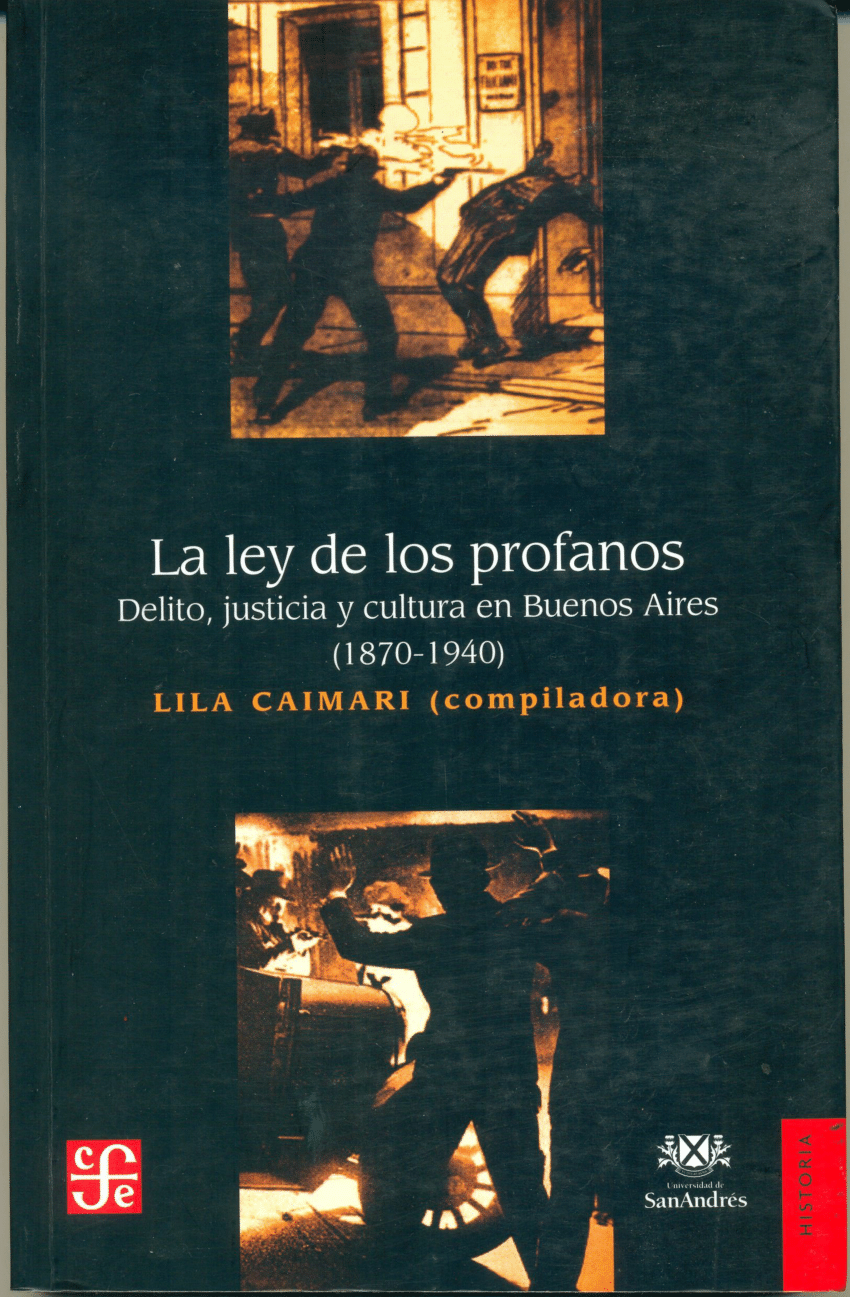 La ley de los profanos
Delito, justicia y cultura en Buenos Aires
(1870-1940)
LILA CAIMARI (compiladora)
cfe
Universidad de
SanAndrés
HISTORIA